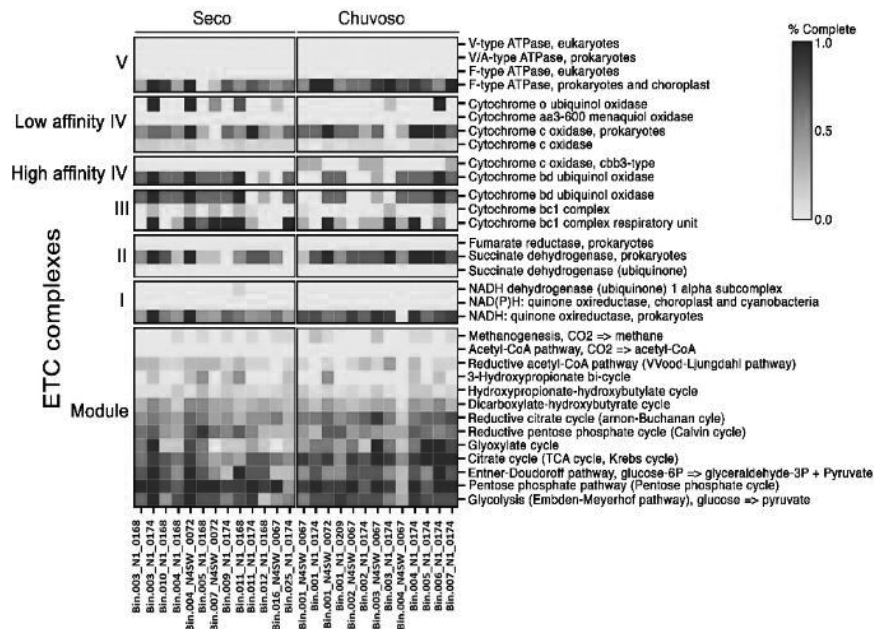 Seco
Chuvoso
% Complete
1.0
0.5
0.0
ETC complexes
V
V-type ATPase, eukaryotes
V/A-type ATPase, prokaryotes
F-type ATPase, eukaryotes
F-type ATPase, prokaryotes and choroplast
Low affinity IV
Cytochrome o ubiquinol oxidase
Cytochrome aa3-600 menaquiol oxidase
Cytochrome c oxidase, prokaryotes
Cytochrome c oxidase
High affinity IV
Cytochrome c oxidase, cbb3-type
Cytochrome bd ubiquinol oxidase
III
Cytochrome bd ubiquinol oxidase
Cytochrome bc1 complex
Cytochrome bc1 complex respiratory unit
II
Fumarate reductase, prokaryotes
Succinate dehydrogenase, prokaryotes
Succinate dehydrogenase (ubiquinone)
I
NADH dehydrogenase (ubiquinone) 1 alpha subcomplex
NAD(P)H: quinone oxireductase, choroplast and cyanobacteria
NADH: quinone oxireductase, prokaryotes
Module
Methanogenesis, CO2 => methane
Acetyl-CoA pathway, CO2 => acetyl-CoA
Reductive acetyl-CoA pathway (VVood-Ljungdahl pathway)
3-Hydroxypropionate bi-cycle
Hydroxypropionate-hydroxybutylate cycle
Dicarboxylate-hydroxybutyrate cycle
Reductive citrate cycle (arnon-Buchanan cyle)
Reductive pentose phosphate cycle (Calvin cycle)
Glyoxylate cycle
Citrate cycle (TCA cycle, Krebs cycle)
Entner-Doudoroff pathway, glucose-6P => glyceraldehyde-3P + Pyruvate
Pentose phosphate pathway (Pentose phosphate cycle)
Glycolysis (Embden-Meyerhof pathway), glucose => pyruvate
Bin.003_N1_0168
Bin.003_N1_0174
Bin.010_N1_0168
Bin.004_N1_0168
Bin.004_N4SW_0072
Bin.005_N1_0168
Bin.007_N4SW_0072
Bin.009_N1_0174
Bin.011_N1_0168
Bin.011_N1_0174
Bin.012_N1_0168
Bin.016_N4SW_0067
Bin.025_N1_0174
Bin.001_N4SW_0067
Bin.001_N1_0174
Bin.001_N4SW_0072
Bin.001_N1_0209
Bin.002_N4SW_0067
Bin.002_N1_0174
Bin.003_N4SW_0067
Bin.003_N1_0174
Bin.004_N4SW_0067
Bin.004_N1_0174
Bin.005_N1_0174
Bin.006_N1_0174
Bin.007_N1_0174